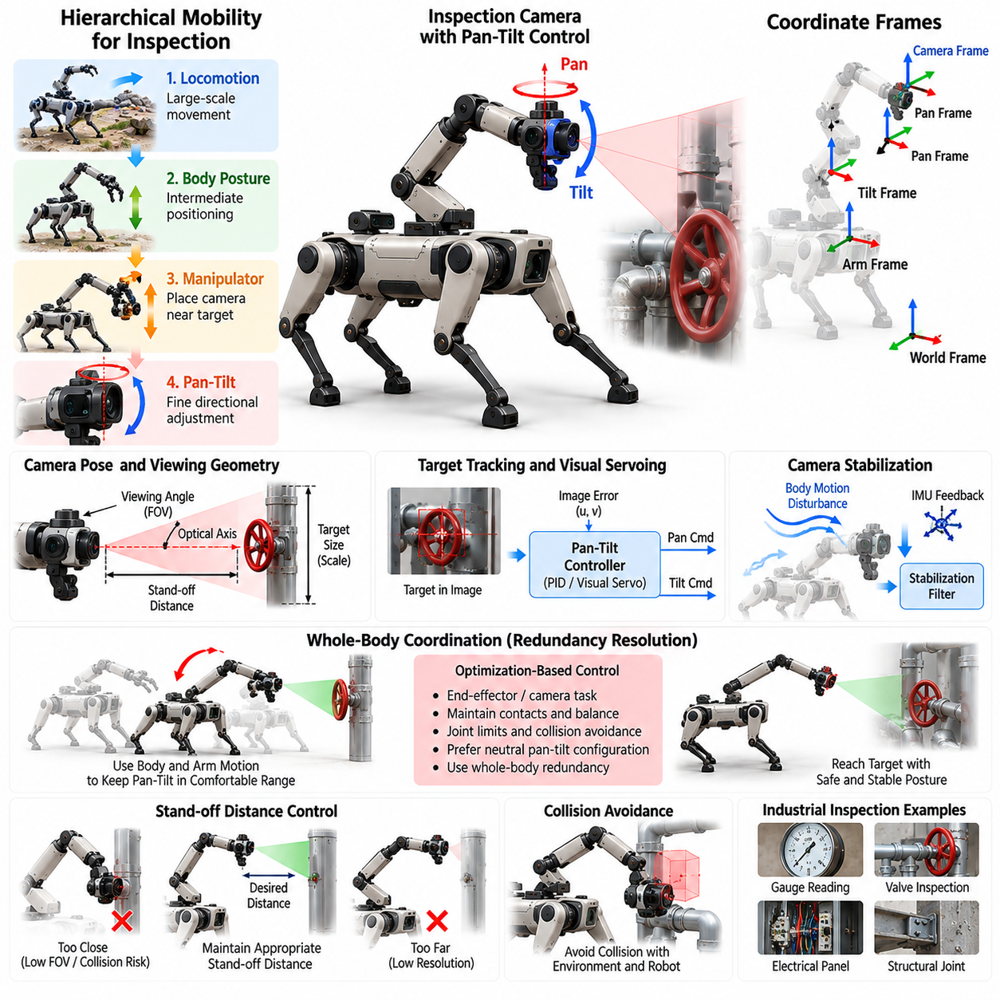 Hierarchical Mobility
for Inspection
1. Locomotion
Large-scale
movement
2. Body Posture
Intermediate
positioning
3. Manipulator
Place camera
near target
4. Pan-Tilt
Fine directional
adjustment
Inspection Camera
with Pan-Tilt Control
Pan
Tilt
Coordinate Frames
Camera Frame
Pan Frame
Pan Frame
Tilt Frame
Arm Frame
World Frame
Camera Pose and Viewing Geometry
Viewing Angle
(FOV)
Optical Axis
Stand-off
Distance
Target
Size
(Scale)
Target Tracking and Visual Servoing
Target in Image
Image Error
(u, v)
Pan-Tilt
Controller
(PID / Visual Servo)
Pan Cmd
Tilt Cmd
Camera Stabilization
Body Motion
Disturbance
IMU Feedback
Stabilization
Filter
Whole-Body Coordination (Redundancy Resolution)
Use Body and Arm Motion
to Keep Pan-Tilt in Comfortable Range
Optimization-Based Control
• End-effector / camera task
• Maintain contacts and balance
• Joint limits and collision avoidance
• Prefer neutral pan-tilt configuration
• Use whole-body redundancy
Reach Target with
Safe and Stable Posture
Stand-off Distance Control
Too Close
(Low FOV / Collision Risk)
Desired
Distance
Maintain Appropriate
Stand-off Distance
Too Far
(Low Resolution)
Collision Avoidance
Avoid Collision with
Environment and Robot
Industrial Inspection Examples
Gauge Reading
Valve Inspection
Electrical Panel
Structural Joint